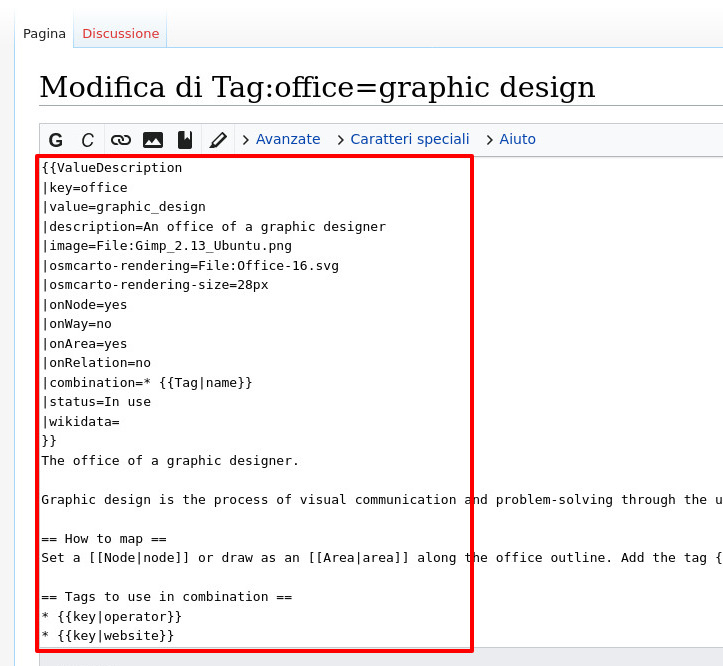 Pagina Discussione
Modifica di Tag:office=graphic design
G C Avanzate Caratteri speciali Aiuto
{{ValueDescription
|key=office
|value=graphic_design
|description=An office of a graphic designer
|image=File:Gimp_2.13_Ubuntu.png
|osmcarto-rendering=File:Office-16.svg
|osmcarto-rendering-size=28px
|onNode=yes
|onWay=no
|onArea=yes
|onRelation=no
|combination=* {{Tag|name}}
|status=In use
|wikidata=
}}
The office of a graphic designer.
Graphic design is the process of visual communication and problem-solving through the u
== How to map ==
Set a [[Node|node]] or draw as an [[Area|area]] along the office outline. Add the tag {
== Tags to use in combination ==
* {{key|operator}}
* {{key|website}}